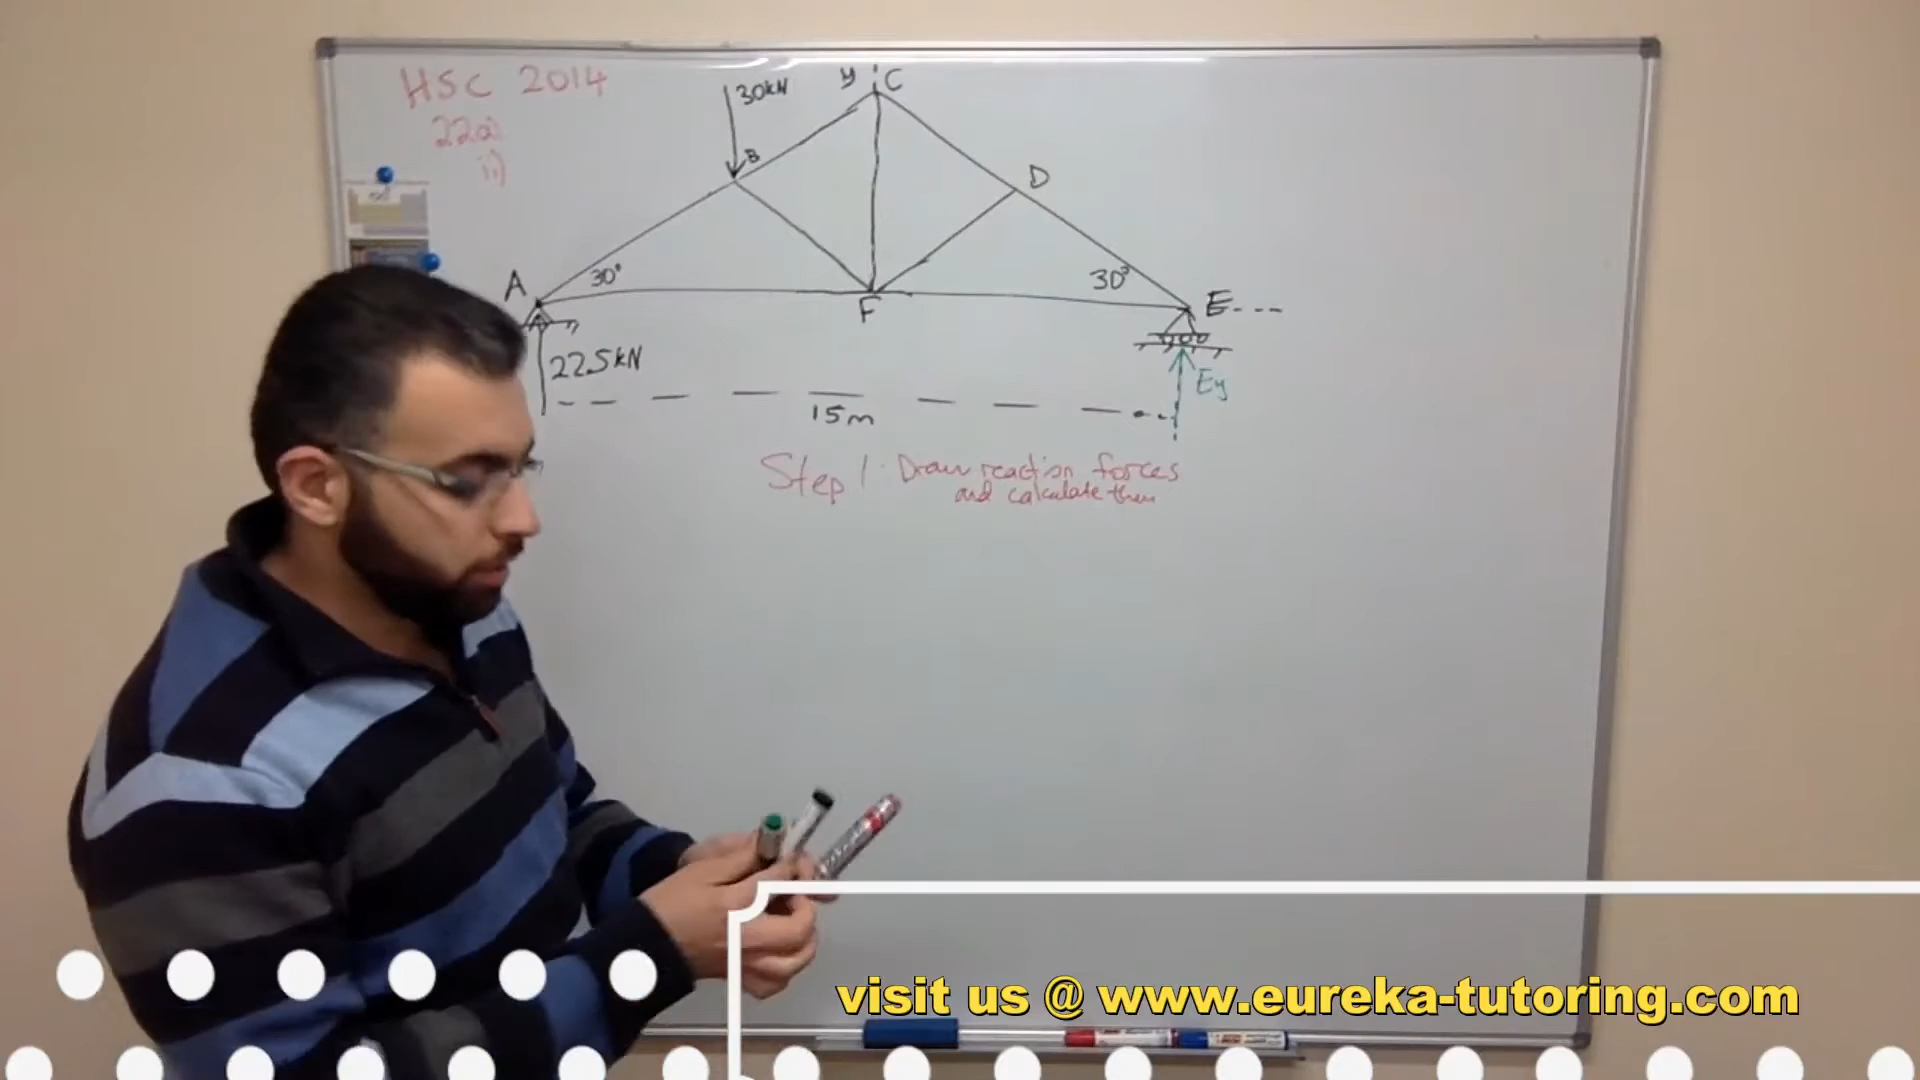 HSC 2014
22a)
ii)
30kN
y
C
B
D
A
30°
30°
E
F
22.5kN
Ey
15m
Step 1. Draw reaction forces
and calculate them
visit us @ www.eureka-tutoring.com